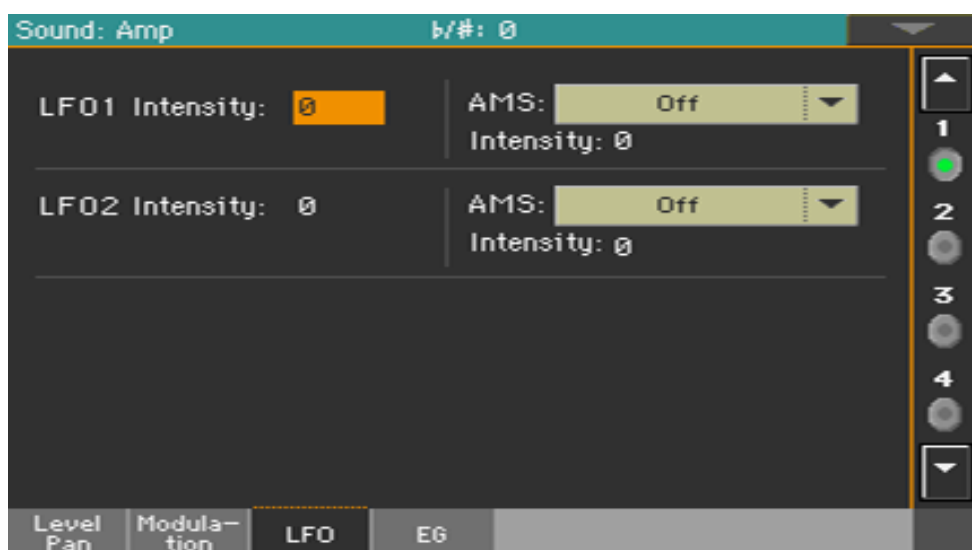 Sound: Amp ♭/#: 0
LFO1 Intensity: 0 AMS: Off
Intensity: 0
LFO2 Intensity: 0 AMS: Off
Intensity: 0
1
2
3
4
Level Pan
Modula-tion
LFO
EG